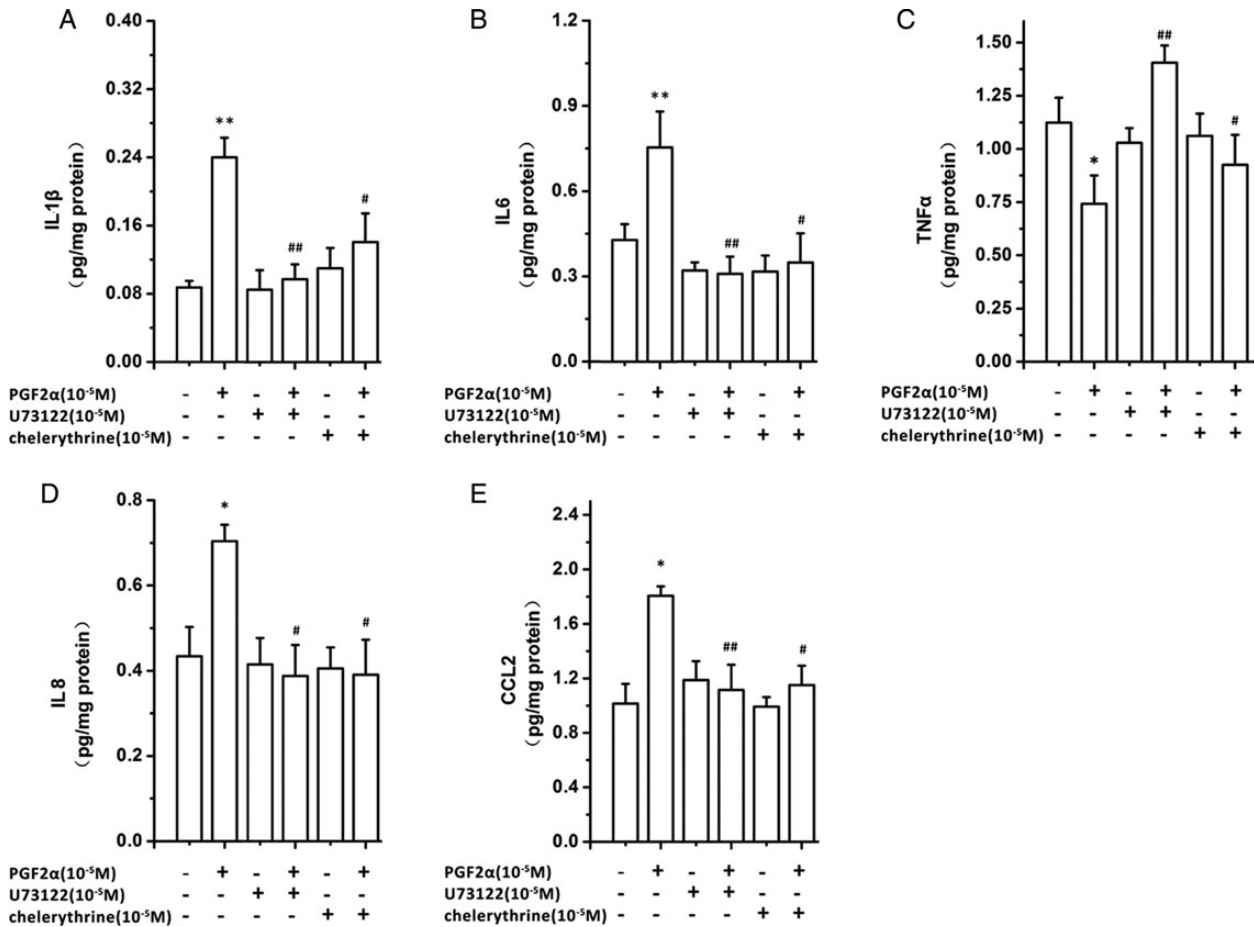 A
0.40
0.32
0.24
0.16
0.08
0.00
IL1β
（pg/mg protein）
**
##
#
PGF2α(10-5M) - + - + - +
U73122(10-5M) - - + + - -
chelerythrine(10-5M) - - - - + +
B
1.2
0.9
0.6
0.3
0.0
IL6
（pg/mg protein）
**
##
#
- + - + - +
PGF2α(10-5M)
U73122(10-5M) - - + + - -
chelerythrine(10-5M) - - - - + +
C
1.50
1.25
1.00
0.75
0.50
0.25
0.00
TNFα
（pg/mg protein）
*
##
#
PGF2α(10-5M) - + - + - +
U73122(10-5M) - - + + - -
chelerythrine(10-5M) - - - - + +
D
0.8
0.6
0.4
0.2
0.0
IL8
（pg/mg protein）
*
#
#
PGF2α(10-5M) - + - + - +
U73122(10-5M) - - + + - -
chelerythrine(10-5M) - - - - + +
E
2.4
2.0
1.6
1.2
0.8
0.4
0.0
CCL2
（pg/mg protein）
*
##
#
PGF2α(10-5M) - + - + - +
U73122(10-5M) - - + + - -
chelerythrine(10-5M) - - - - + +